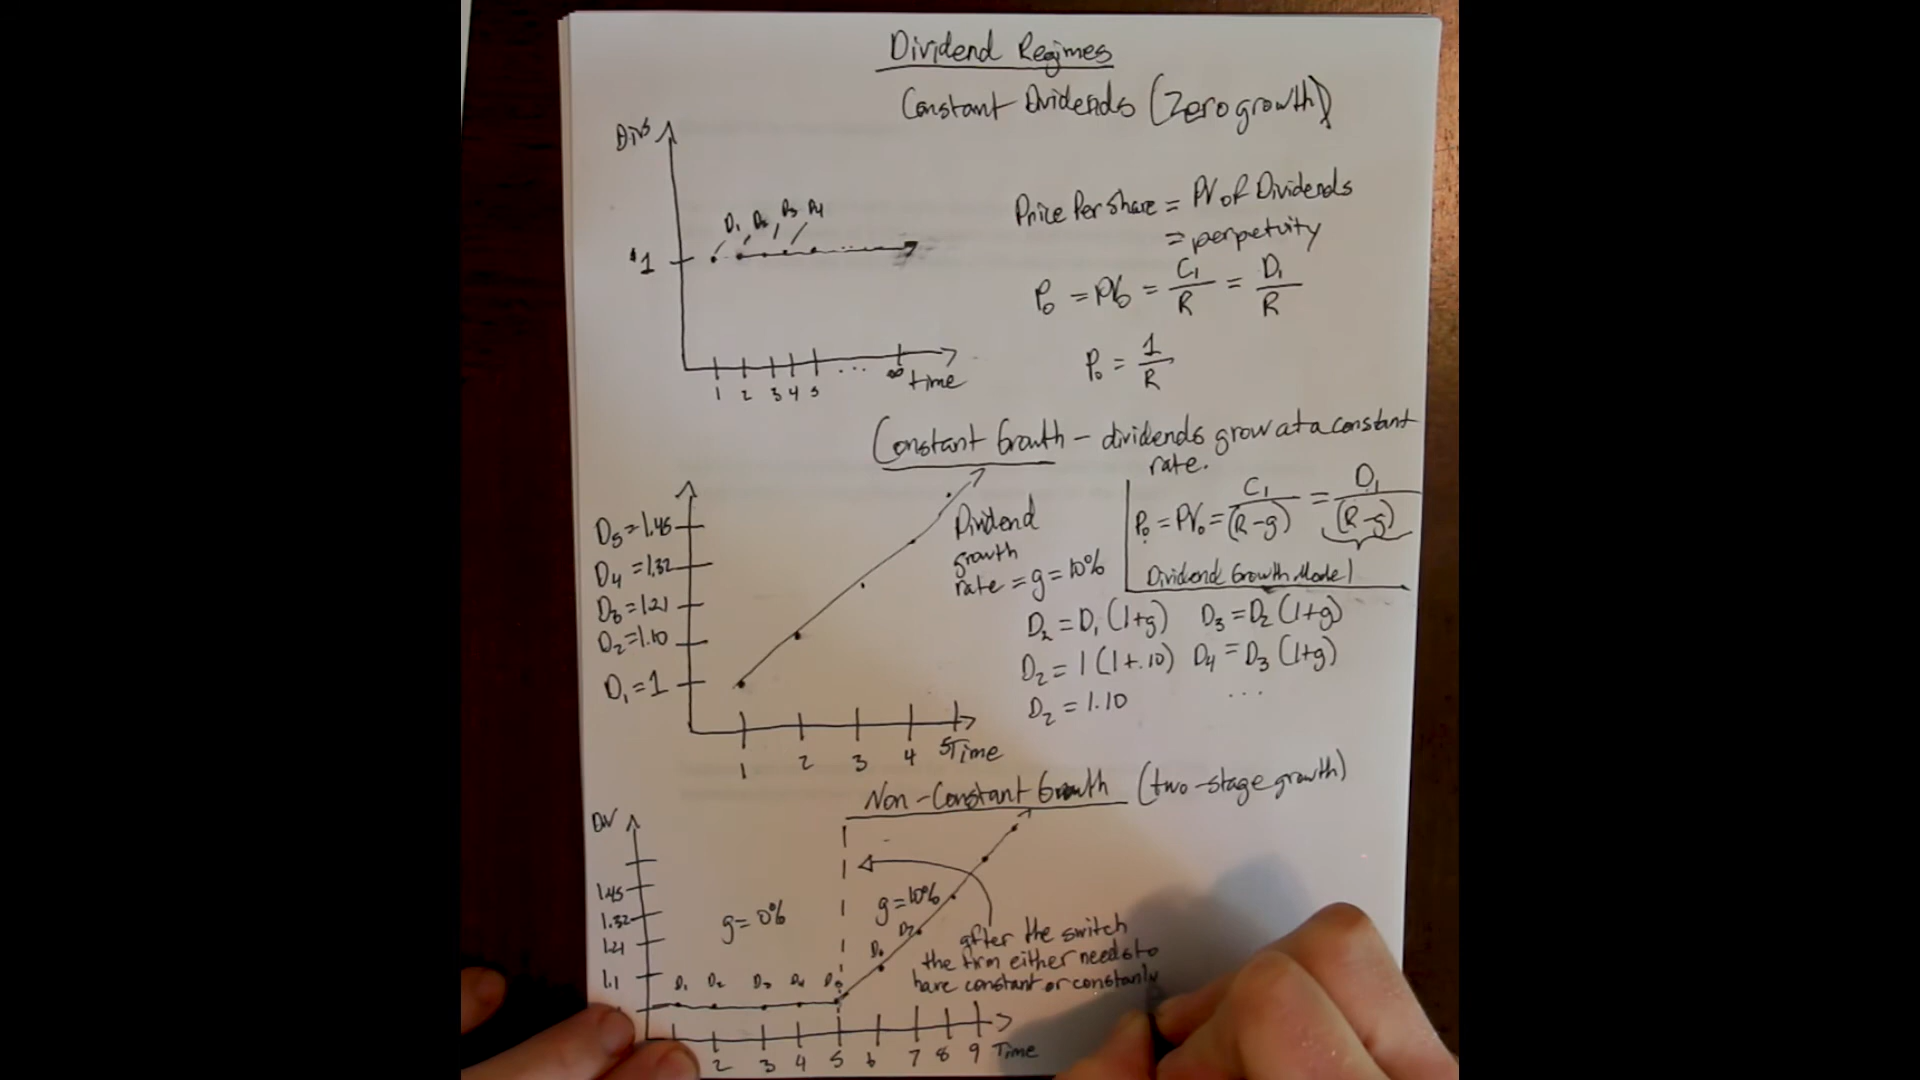 Dividend Regimes
Constant Dividends (Zero growth)
Divs
D1 D2 D3 D4
$1
1 2 3 4 5 ... ∞ time
Price Per Share = PV of Dividends
= perpetuity
P0 = PV0 = C1/R = D1/R
P0 = 1/R
Constant Growth - dividends grow at a constant
rate.
D5 = 1.45
D4 = 1.32
D3 = 1.21
D2 = 1.10
D1 = 1
1 2 3 4 5 Time
Dividend
growth
rate = g = 10%
P0 = PV0 = C1/(R-g) = D1/(R-g)
Dividend Growth Model
D2 = D1 (1+g) D3 = D2 (1+g)
D2 = 1 (1+.10) D4 = D3 (1+g)
D2 = 1.10 ...
Non-Constant Growth (two-stage growth)
Div
1.45
1.32
1.21
1.1
g = 0%
g = 10%
D1 D2 D3 D4 D5 D6 D7
2 3 4 5 6 7 8 9 Time
after the switch
the firm either needs to
have constant or constantly